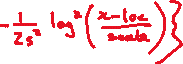 - 1/2s² log²((x-loc)/scale)}